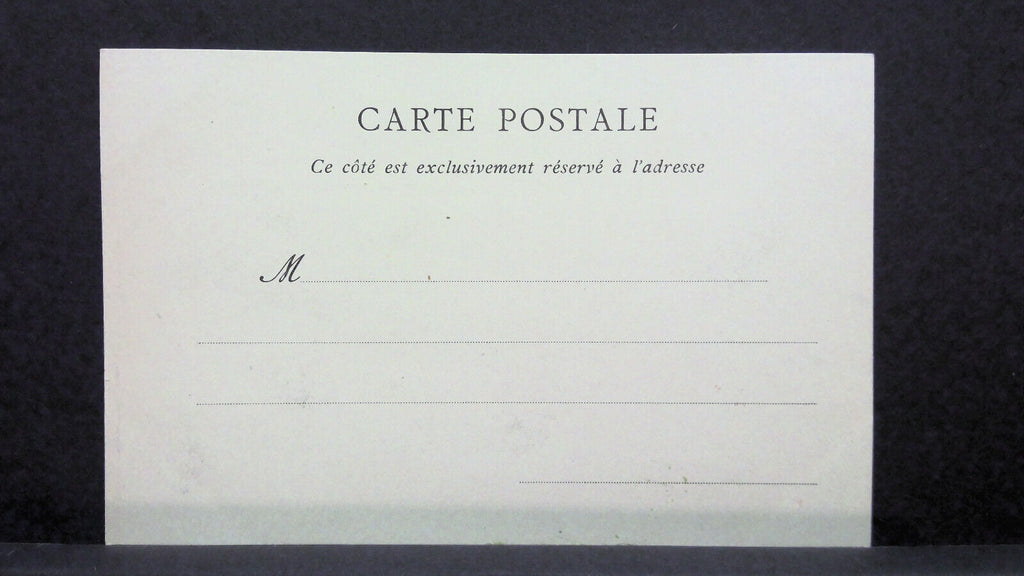 CARTE POSTALE
Ce côté est exclusivement réservé à l'adresse
M